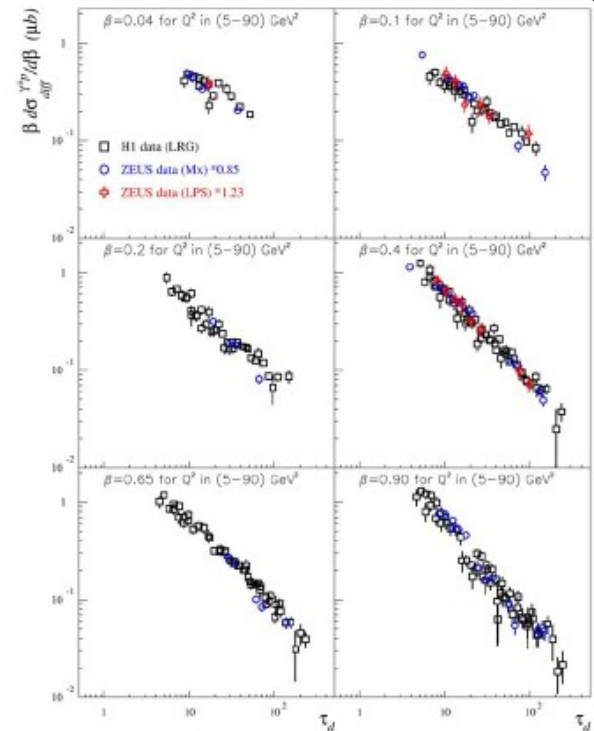 β dσ^γ*p_diff/dβ (μb)
β=0.04 for Q² in (5-90) GeV²
β=0.1 for Q² in (5-90) GeV²
1
10⁻¹
10⁻²
□ H1 data (LRG)
○ ZEUS data (Mx) *0.85
ZEUS data (LPS) *1.23
β=0.2 for Q² in (5-90) GeV²
β=0.4 for Q² in (5-90) GeV²
1
10⁻¹
10⁻²
β=0.65 for Q² in (5-90) GeV²
β=0.90 for Q² in (5-90) GeV²
1
10⁻¹
10⁻²
1 10 10² τ_d
1 10 10² τ_d